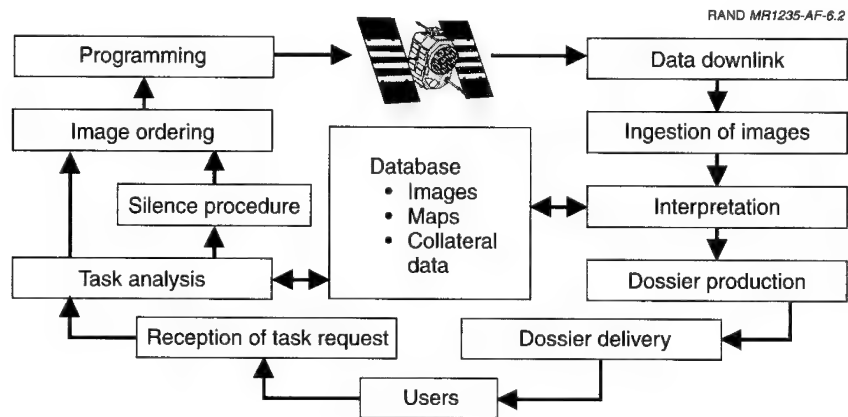 RAND MR1235-AF-6.2
Programming
Data downlink
Image ordering
Ingestion of images
Database
• Images
• Maps
• Collateral
data
Silence procedure
Interpretation
Task analysis
Dossier production
Reception of task request
Dossier delivery
Users